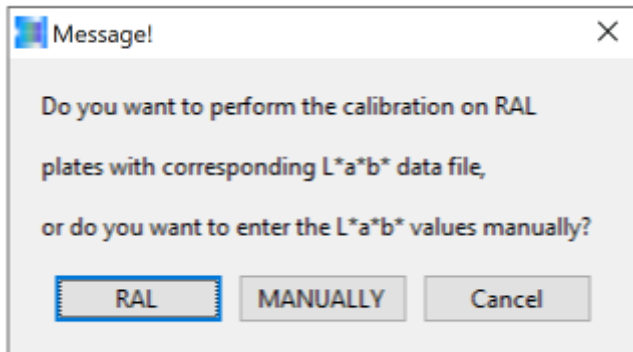 Message!
Do you want to perform the calibration on RAL
plates with corresponding L*a*b* data file,
or do you want to enter the L*a*b* values manually?
RAL MANUALLY Cancel